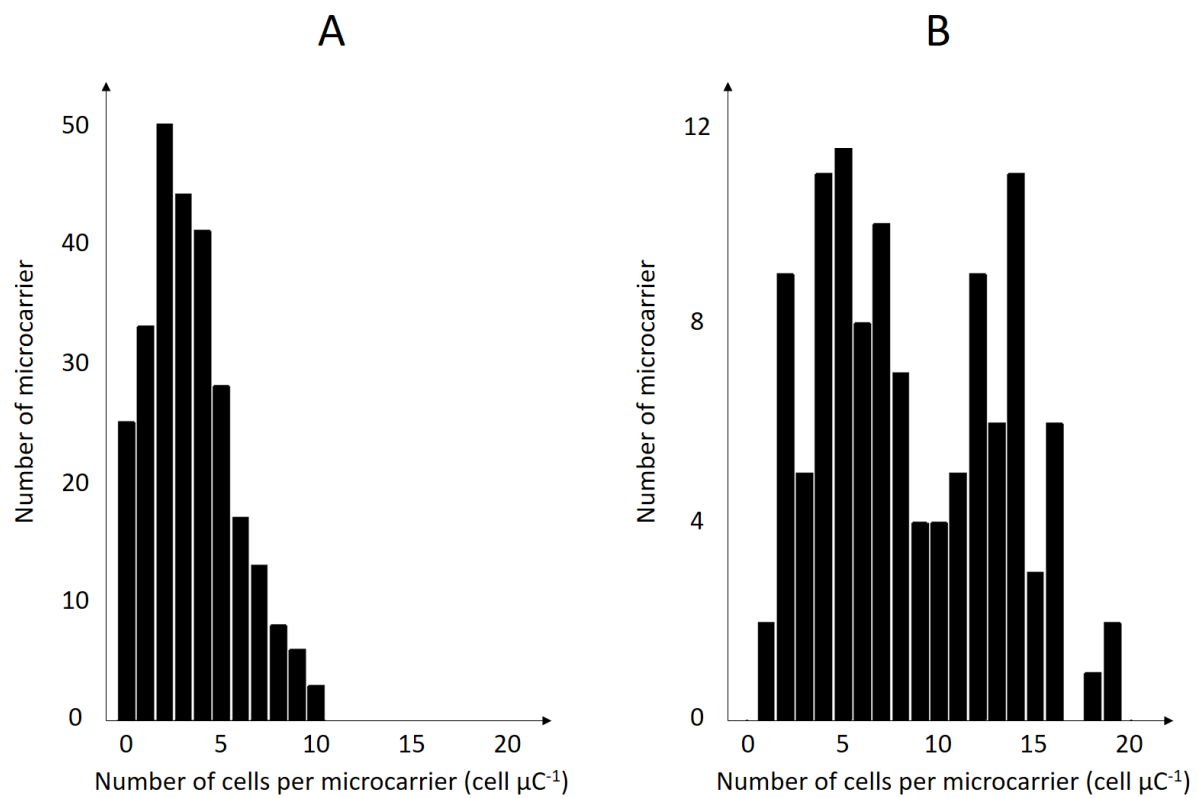 A
50
40
30
20
10
0
Number of microcarrier
0 5 10 15 20
Number of cells per microcarrier (cell µC⁻¹)
B
12
8
4
0
Number of microcarrier
0 5 10 15 20
Number of cells per microcarrier (cell µC⁻¹)